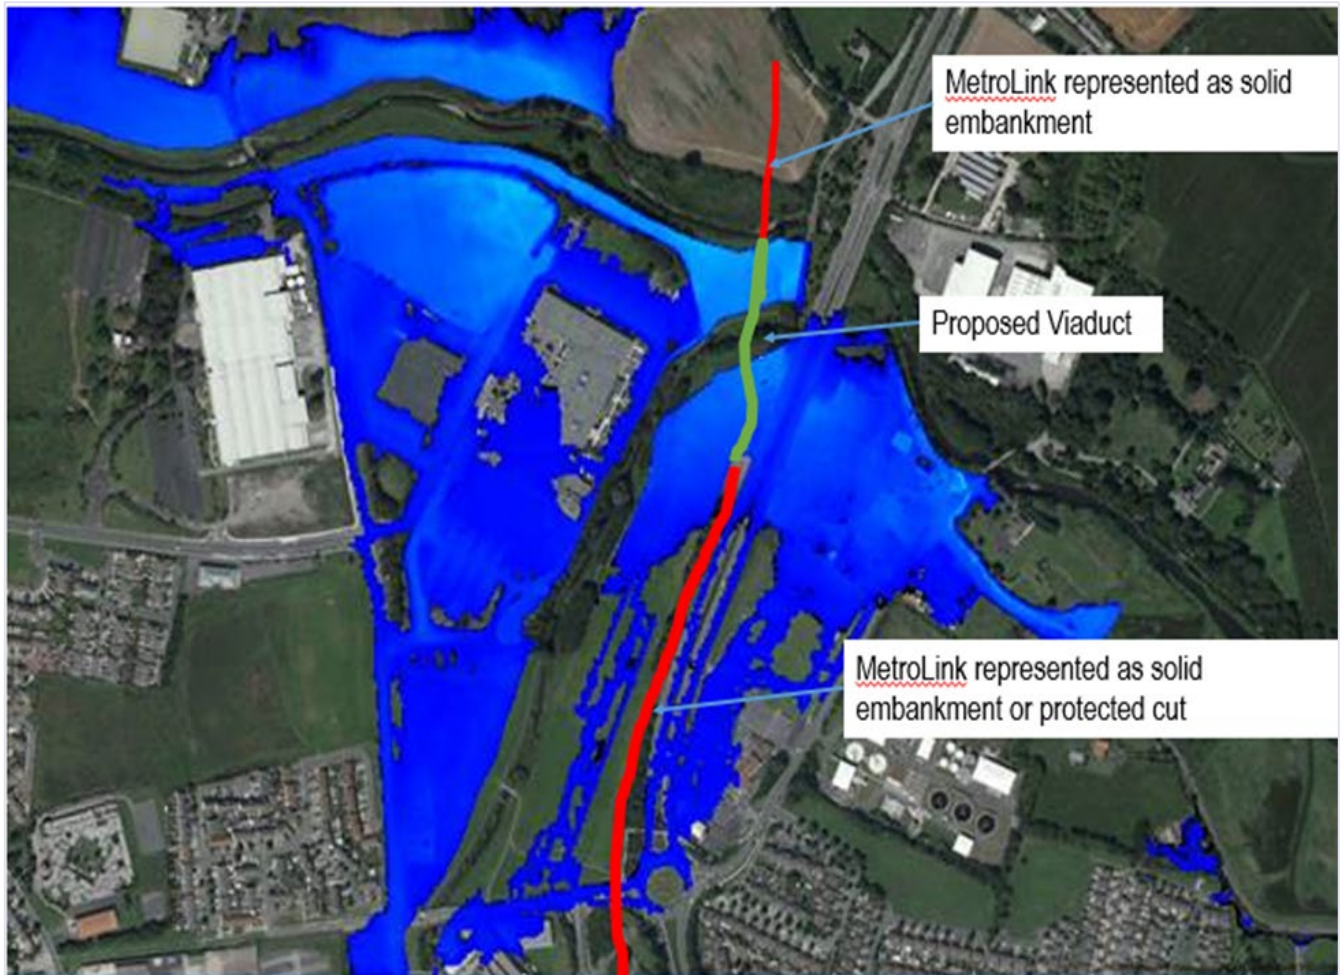 MetroLink represented as solid
embankment
Proposed Viaduct
MetroLink represented as solid
embankment or protected cut